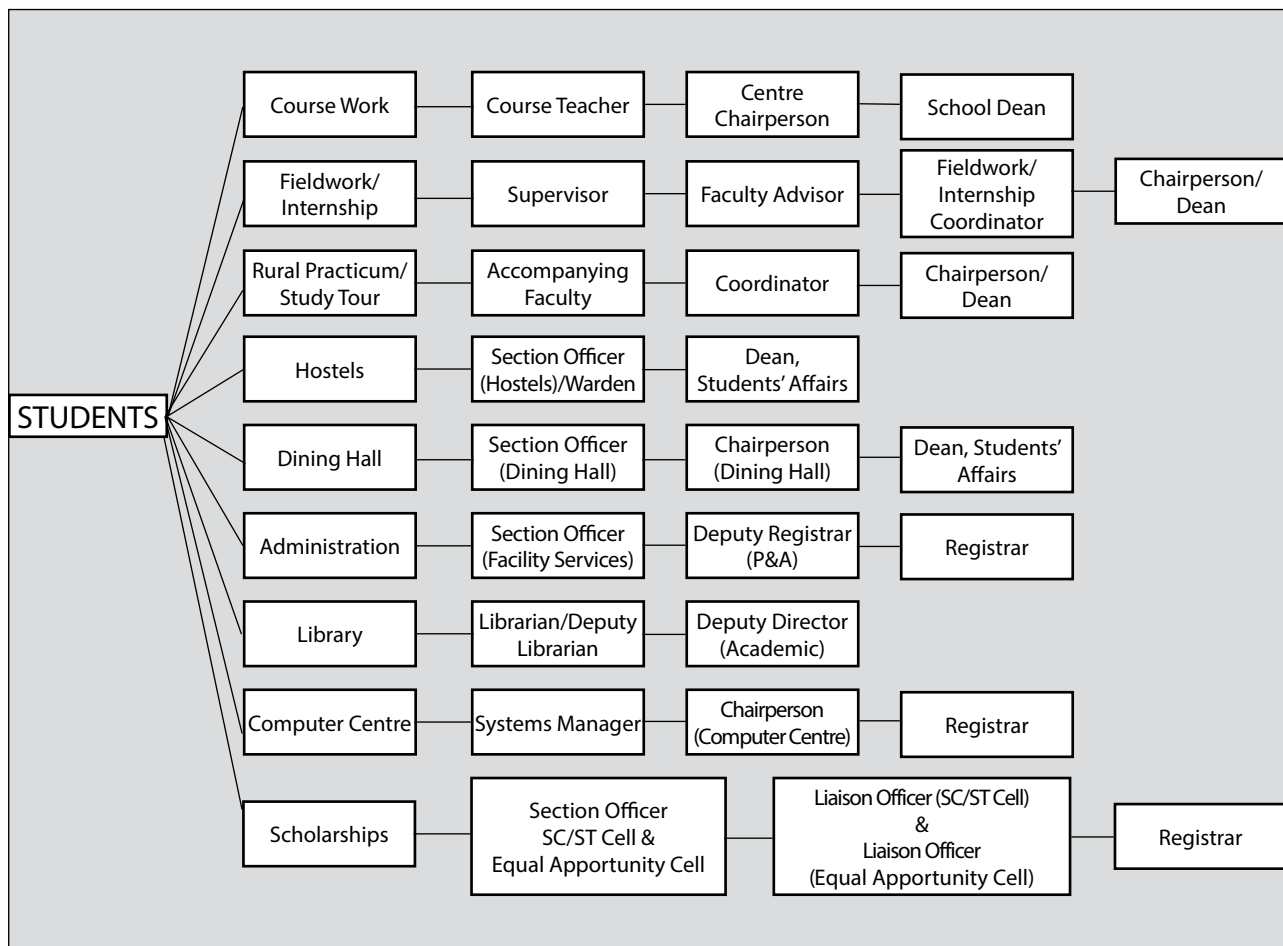 STUDENTS
Course Work
Course Teacher
Centre
Chairperson
School Dean
Fieldwork/
Internship
Supervisor
Faculty Advisor
Fieldwork/
Internship
Coordinator
Chairperson/
Dean
Rural Practicum/
Study Tour
Accompanying
Faculty
Coordinator
Chairperson/
Dean
Hostels
Section Officer
(Hostels)/Warden
Dean,
Students’ Affairs
Dining Hall
Section Officer
(Dining Hall)
Chairperson
(Dining Hall)
Dean, Students’
Affairs
Administration
Section Officer
(Facility Services)
Deputy Registrar
(P&A)
Registrar
Library
Librarian/Deputy
Librarian
Deputy Director
(Academic)
Computer Centre
Systems Manager
Chairperson
(Computer Centre)
Registrar
Scholarships
Section Officer
SC/ST Cell &
Equal Apportunity Cell
Liaison Officer (SC/ST Cell)
&
Liaison Officer
(Equal Apportunity Cell)
Registrar